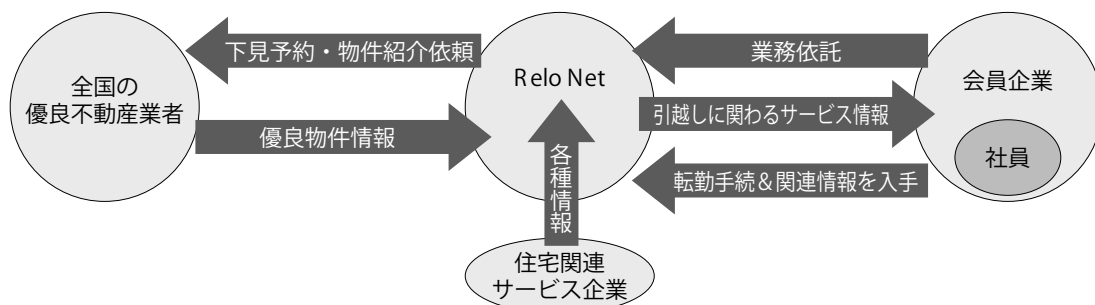 下見予約・物件紹介依頼
業務依託
全国の
優良不動産業者
Relo Net
会員企業
優良物件情報
引越しに関わるサービス情報
各種情報
社員
転勤手続&関連情報を入手
住宅関連
サービス企業